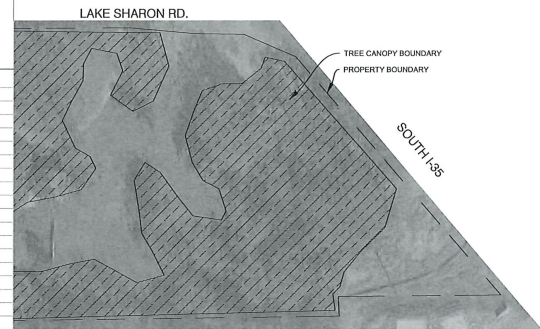 LAKE SHARON RD.
TREE CANOPY BOUNDARY
PROPERTY BOUNDARY
SOUTH I-35